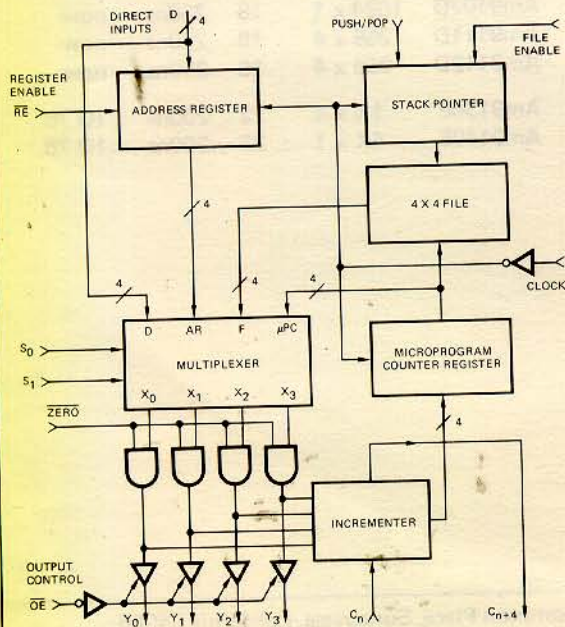 DIRECT
INPUTS
D
4
PUSH/POP
FILE
ENABLE
REGISTER
ENABLE
RE
ADDRESS REGISTER
STACK POINTER
4
4 X 4 FILE
4
4
4
CLOCK
D
AR
F
μPC
S0
MULTIPLEXER
S1
X0
X1
X2
X3
MICROPROGRAM
COUNTER REGISTER
ZERO
4
INCREMENTER
OUTPUT
CONTROL
OE
Y0
Y1
Y2
Y3
Cn
Cn+4